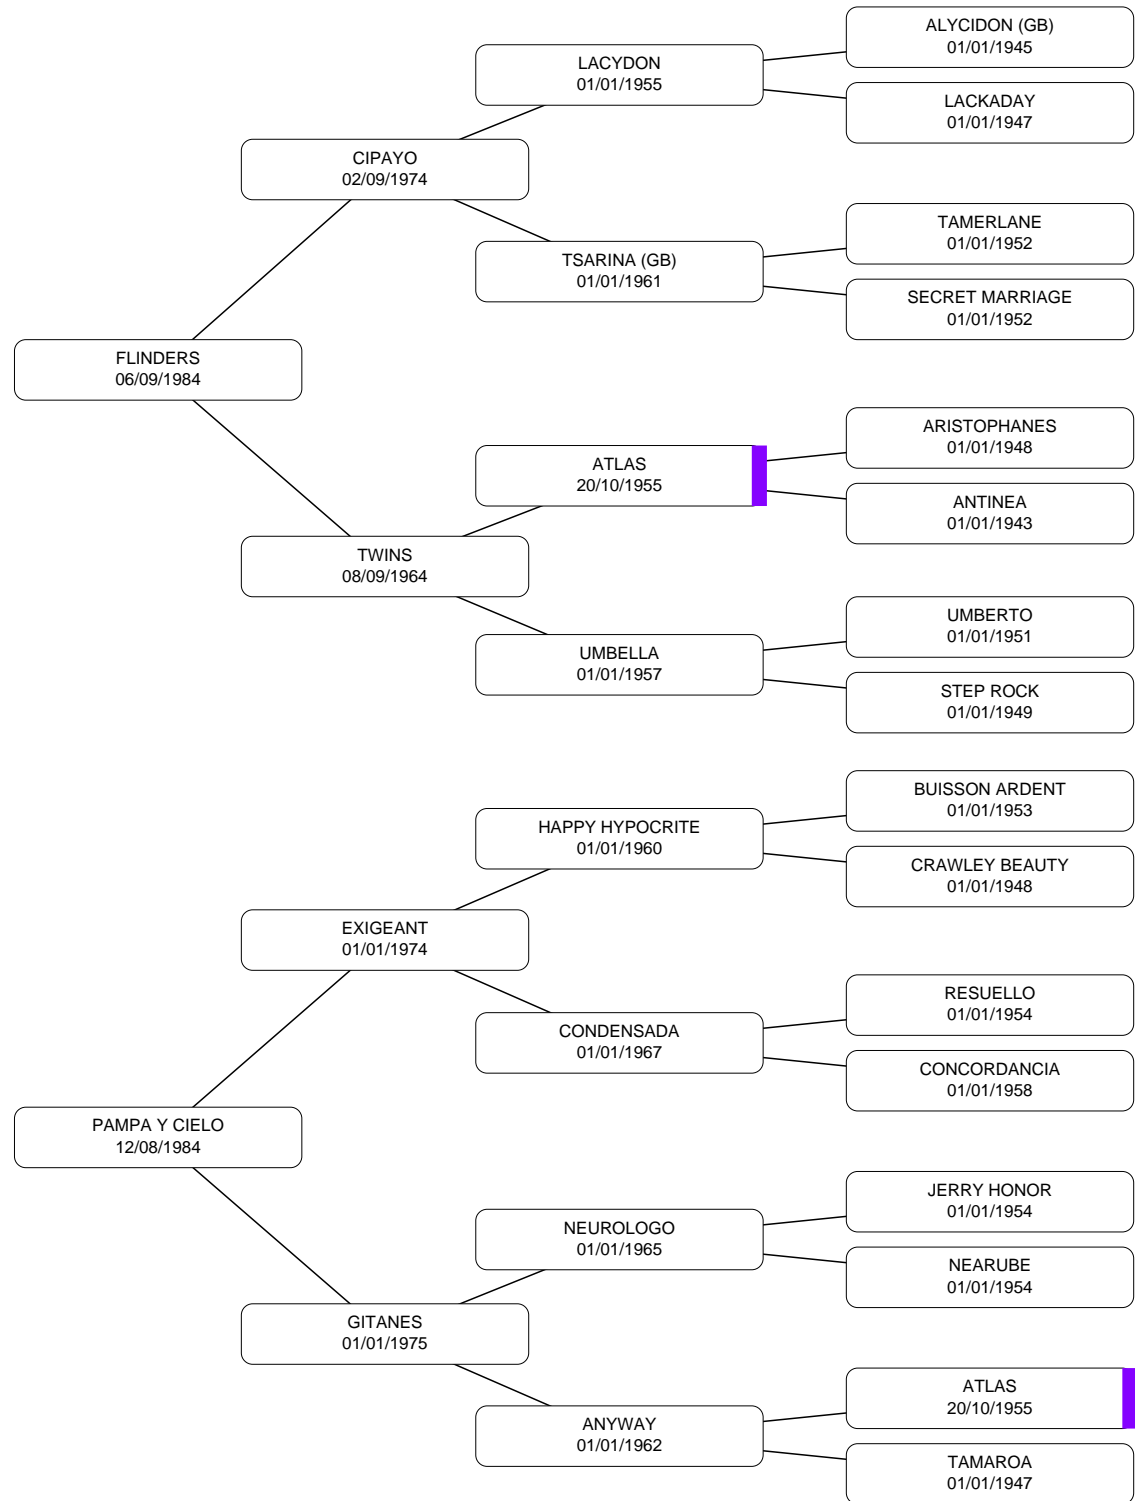 ALYCIDON (GB)
01/01/1945
LACYDON
01/01/1955
LACKADAY
01/01/1947
CIPAYO
02/09/1974
TAMERLANE
01/01/1952
TSARINA (GB)
01/01/1961
SECRET MARRIAGE
01/01/1952
FLINDERS
06/09/1984
ARISTOPHANES
01/01/1948
ATLAS
20/10/1955
ANTINEA
01/01/1943
TWINS
08/09/1964
UMBERTO
01/01/1951
UMBELLA
01/01/1957
STEP ROCK
01/01/1949
BUISSON ARDENT
01/01/1953
HAPPY HYPOCRITE
01/01/1960
CRAWLEY BEAUTY
01/01/1948
EXIGEANT
01/01/1974
RESUELLO
01/01/1954
CONDENSADA
01/01/1967
CONCORDANCIA
01/01/1958
PAMPA Y CIELO
12/08/1984
JERRY HONOR
01/01/1954
NEUROLOGO
01/01/1965
NEARUBE
01/01/1954
GITANES
01/01/1975
ATLAS
20/10/1955
ANYWAY
01/01/1962
TAMAROA
01/01/1947